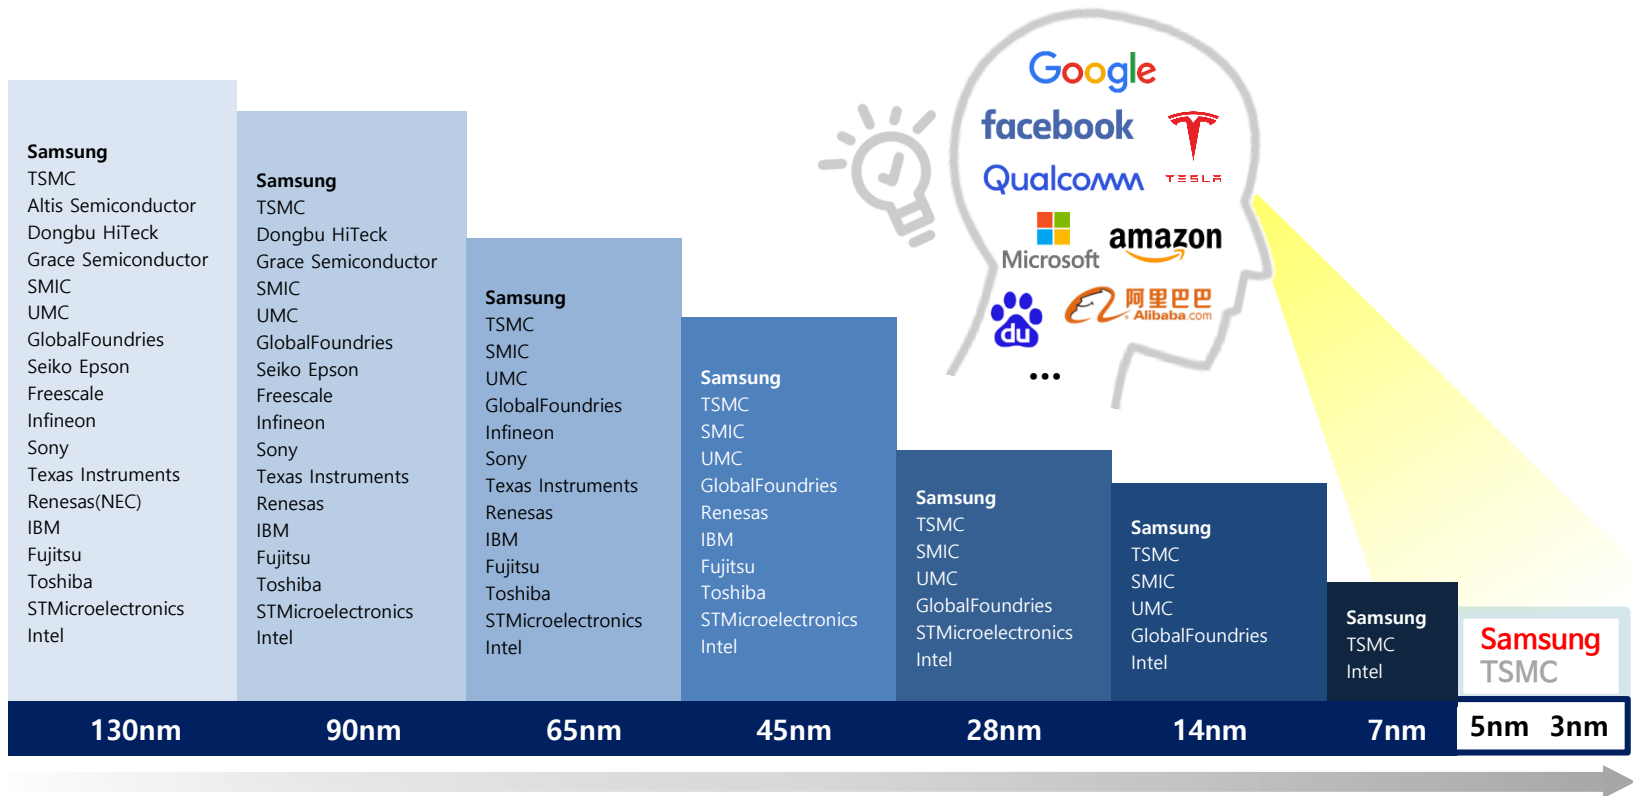 Google
facebook
TESLA
Qualcomm
Microsoft
amazon
du
阿里巴巴
Alibaba.com
...
Samsung
TSMC
Altis Semiconductor
Dongbu HiTeck
Grace Semiconductor
SMIC
UMC
GlobalFoundries
Seiko Epson
Freescale
Infineon
Sony
Texas Instruments
Renesas(NEC)
IBM
Fujitsu
Toshiba
STMicroelectronics
Intel
Samsung
TSMC
Dongbu HiTeck
Grace Semiconductor
SMIC
UMC
GlobalFoundries
Seiko Epson
Freescale
Infineon
Sony
Texas Instruments
Renesas
IBM
Fujitsu
Toshiba
STMicroelectronics
Intel
Samsung
TSMC
SMIC
UMC
GlobalFoundries
Infineon
Sony
Texas Instruments
Renesas
IBM
Fujitsu
Toshiba
STMicroelectronics
Intel
Samsung
TSMC
SMIC
UMC
GlobalFoundries
Renesas
IBM
Fujitsu
Toshiba
STMicroelectronics
Intel
Samsung
TSMC
SMIC
UMC
GlobalFoundries
STMicroelectronics
Intel
Samsung
TSMC
SMIC
UMC
GlobalFoundries
Intel
Samsung
TSMC
Intel
Samsung
TSMC
130nm 90nm 65nm 45nm 28nm 14nm 7nm 5nm 3nm